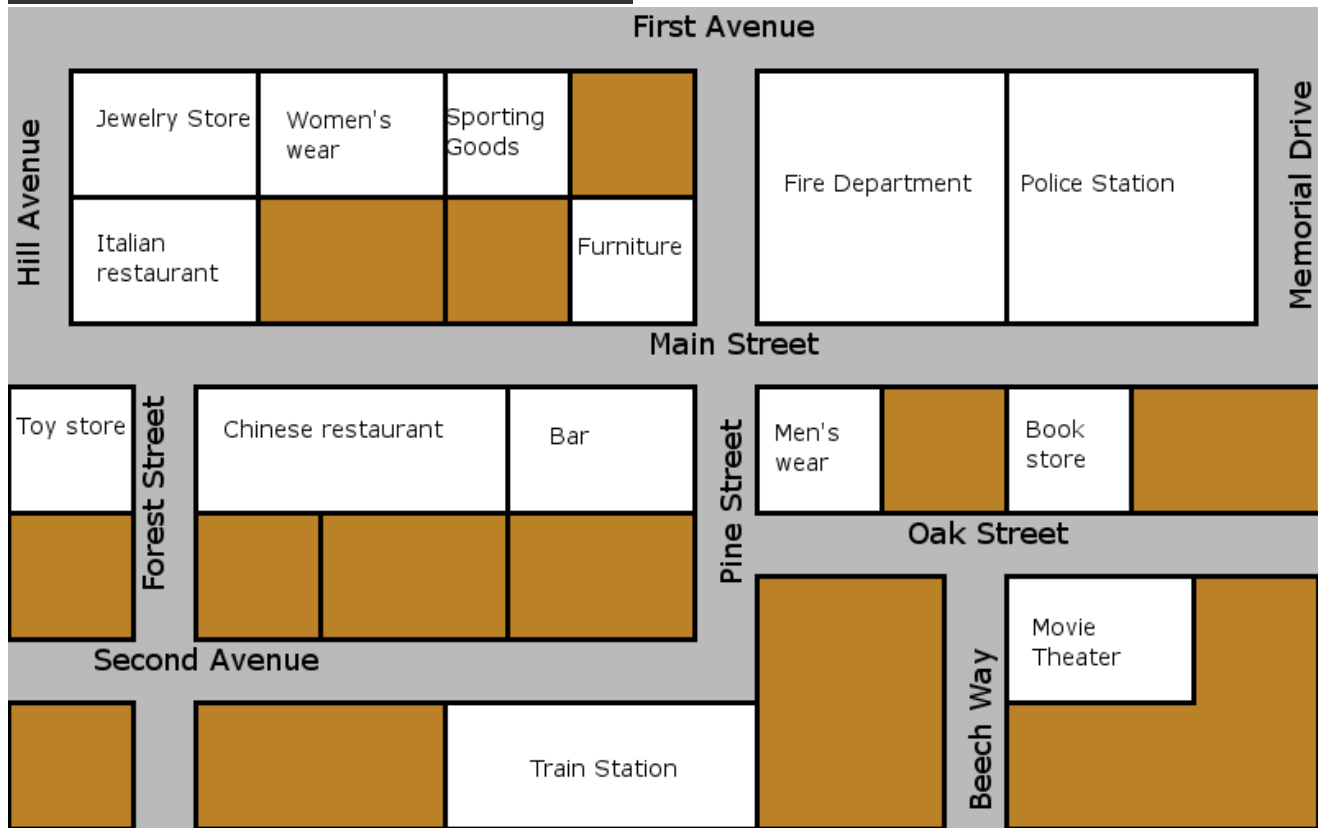 First Avenue
Hill Avenue
Jewelry Store
Women's
wear
Sporting
Goods
Fire Department
Police Station
Memorial Drive
Italian
restaurant
Furniture
Main Street
Toy store
Forest Street
Chinese restaurant
Bar
Pine Street
Men's
wear
Book
store
Oak Street
Second Avenue
Train Station
Beech Way
Movie
Theater